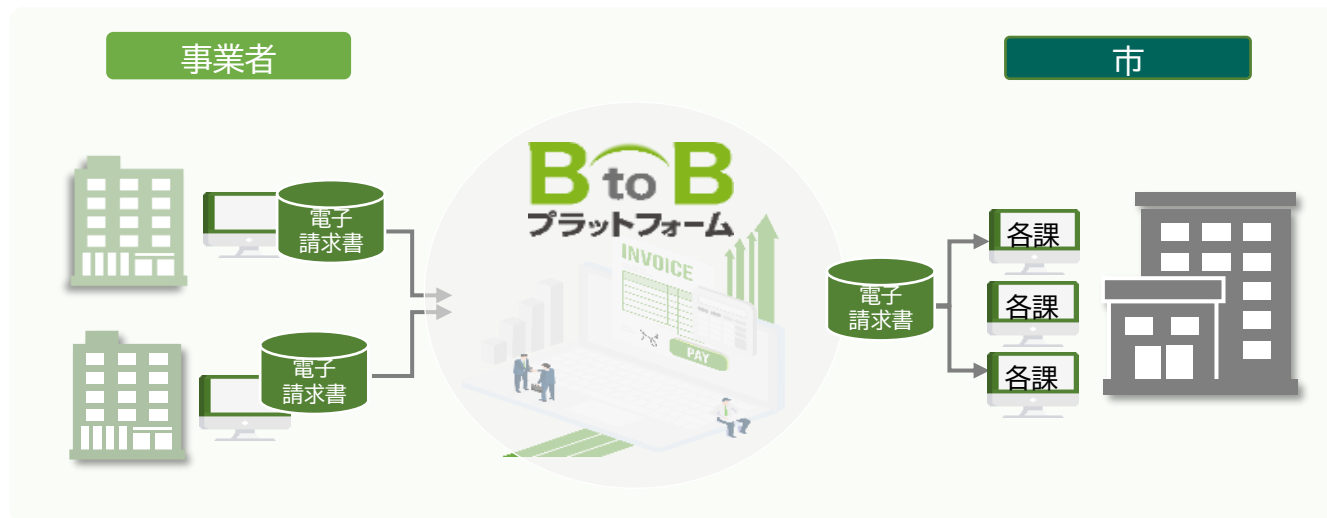 事業者
市
電子
請求書
電子
請求書
B to B
プラットフォーム
INVOICE
PAY
電子
請求書
各課
各課
各課